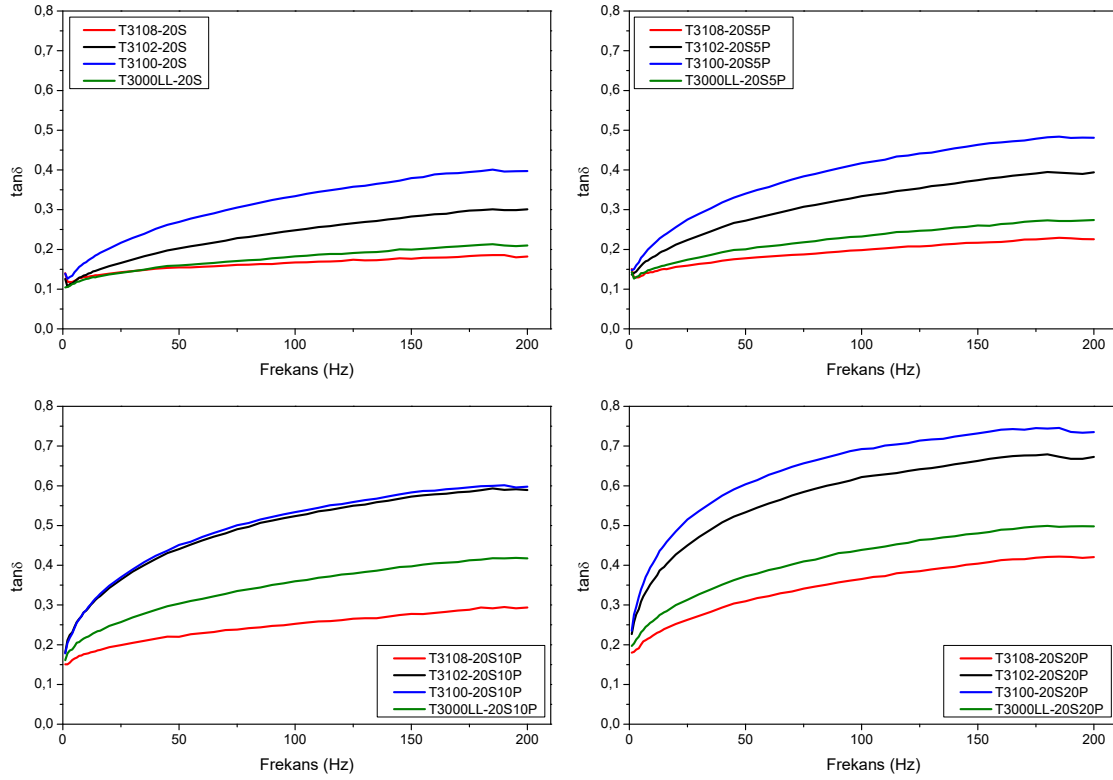 0,8
0,7
0,6
0,5
0,4
0,3
0,2
0,1
0,0
tanδ
T3108-20S
T3102-20S
T3100-20S
T3000LL-20S
0 50 100 150 200
Frekans (Hz)
0,8
0,7
0,6
0,5
0,4
0,3
0,2
0,1
0,0
tanδ
T3108-20S5P
T3102-20S5P
T3100-20S5P
T3000LL-20S5P
0 50 100 150 200
Frekans (Hz)
0,8
0,7
0,6
0,5
0,4
0,3
0,2
0,1
0,0
tanδ
T3108-20S10P
T3102-20S10P
T3100-20S10P
T3000LL-20S10P
0 50 100 150 200
Frekans (Hz)
0,8
0,7
0,6
0,5
0,4
0,3
0,2
0,1
0,0
tanδ
T3108-20S20P
T3102-20S20P
T3100-20S20P
T3000LL-20S20P
0 50 100 150 200
Frekans (Hz)